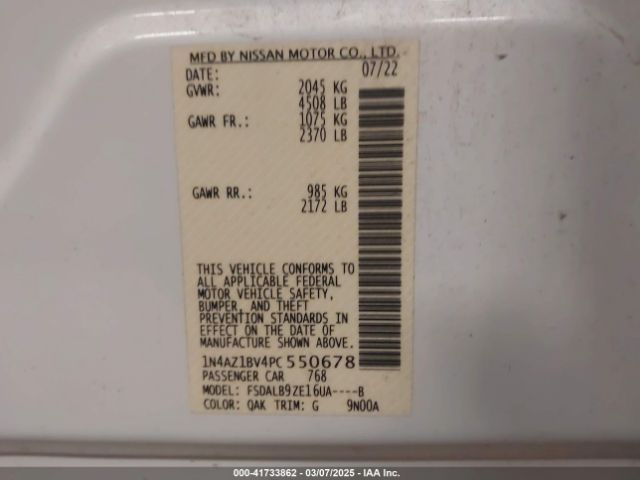 MFD BY NISSAN MOTOR CO., LTD.
DATE: 07/22
GVWR: 2045 KG
4508 LB
GAWR FR.: 1075 KG
2370 LB
GAWR RR.: 985 KG
2172 LB
THIS VEHICLE CONFORMS TO
ALL APPLICABLE FEDERAL
MOTOR VEHICLE SAFETY,
BUMPER, AND THEFT
PREVENTION STANDARDS IN
EFFECT ON THE DATE OF
MANUFACTURE SHOWN ABOVE.
1N4AZ1BV4PC550678
PASSENGER CAR 768
MODEL: FSDALB9ZE16UA----B
COLOR: QAK TRIM: G 9N00A
000-41733862 - 03/07/2025 - IAA Inc.